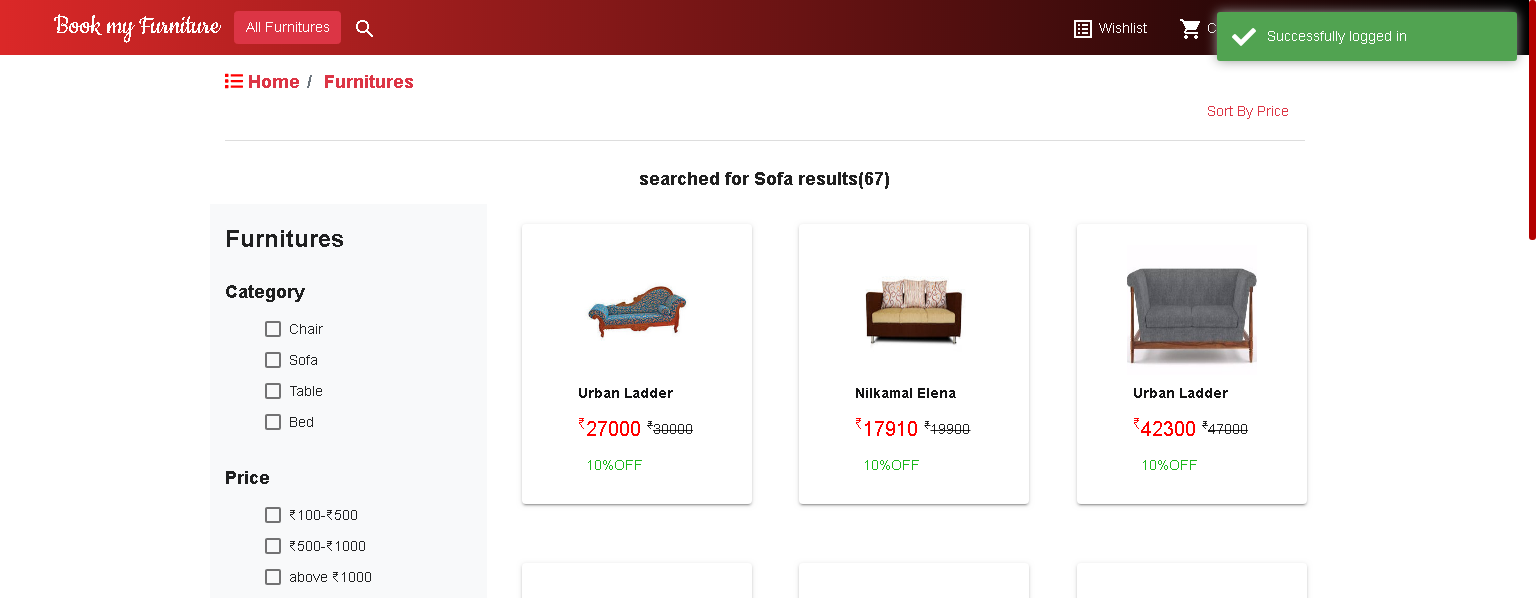 Book my Furniture
All Furnitures
Wishlist
C
Successfully logged in
Home / Furnitures
Sort By Price
searched for Sofa results(67)
Furnitures
Category
Chair
Sofa
Table
Bed
Price
₹100-₹500
₹500-₹1000
above ₹1000
Urban Ladder
₹27000 ₹30000
10%OFF
Nilkamal Elena
₹17910 ₹19900
10%OFF
Urban Ladder
₹42300 ₹47000
10%OFF